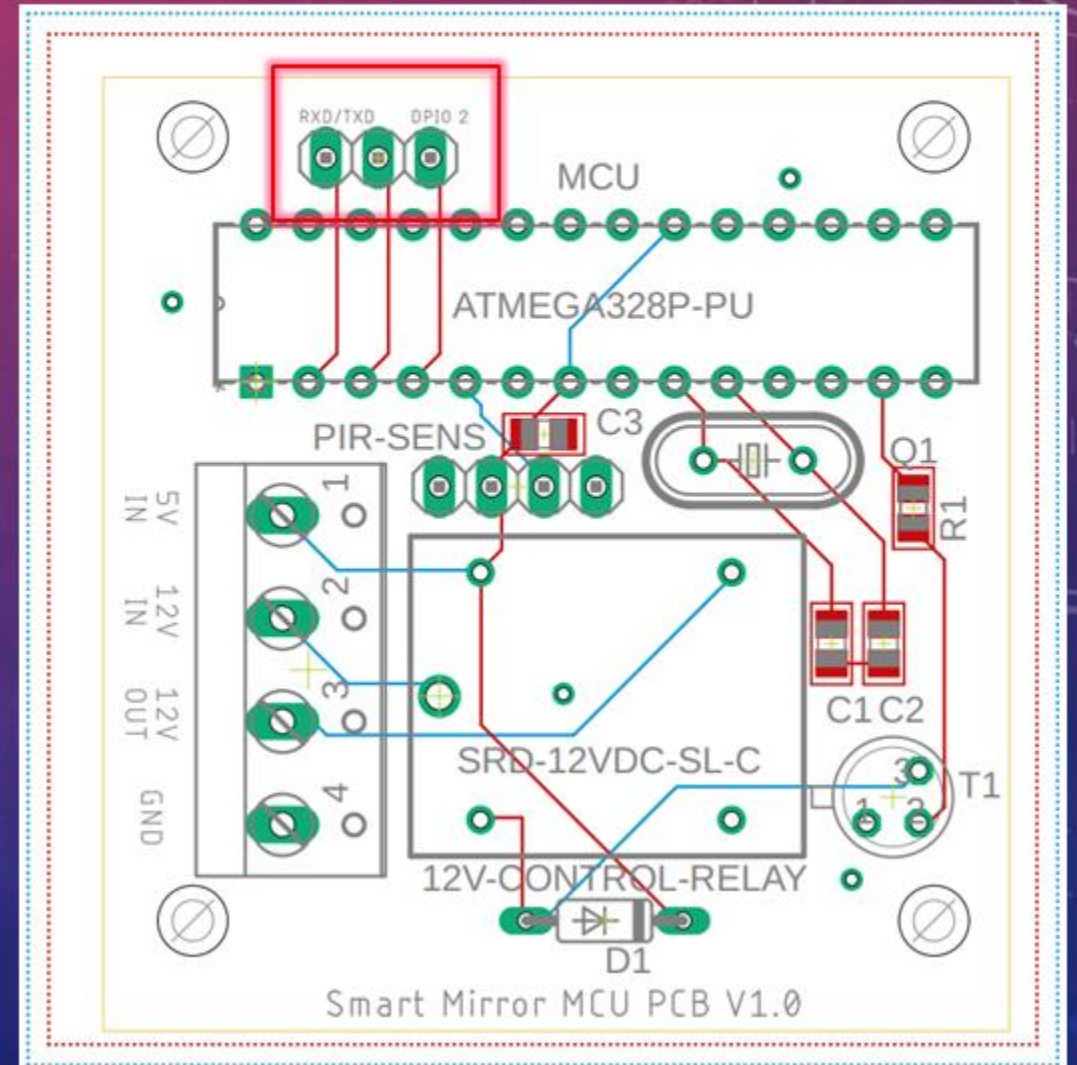 RXD/TXD DPIO 2
MCU
ATMEGA328P-PU
PIR-SENS
C3
Q1
R1
5V IN
1
12V IN
2
12V OUT
3
GND
4
SRD-12VDC-SL-C
12V-CONTROL-RELAY
C1 C2
3
1 2
T1
D1
Smart Mirror MCU PCB V1.0